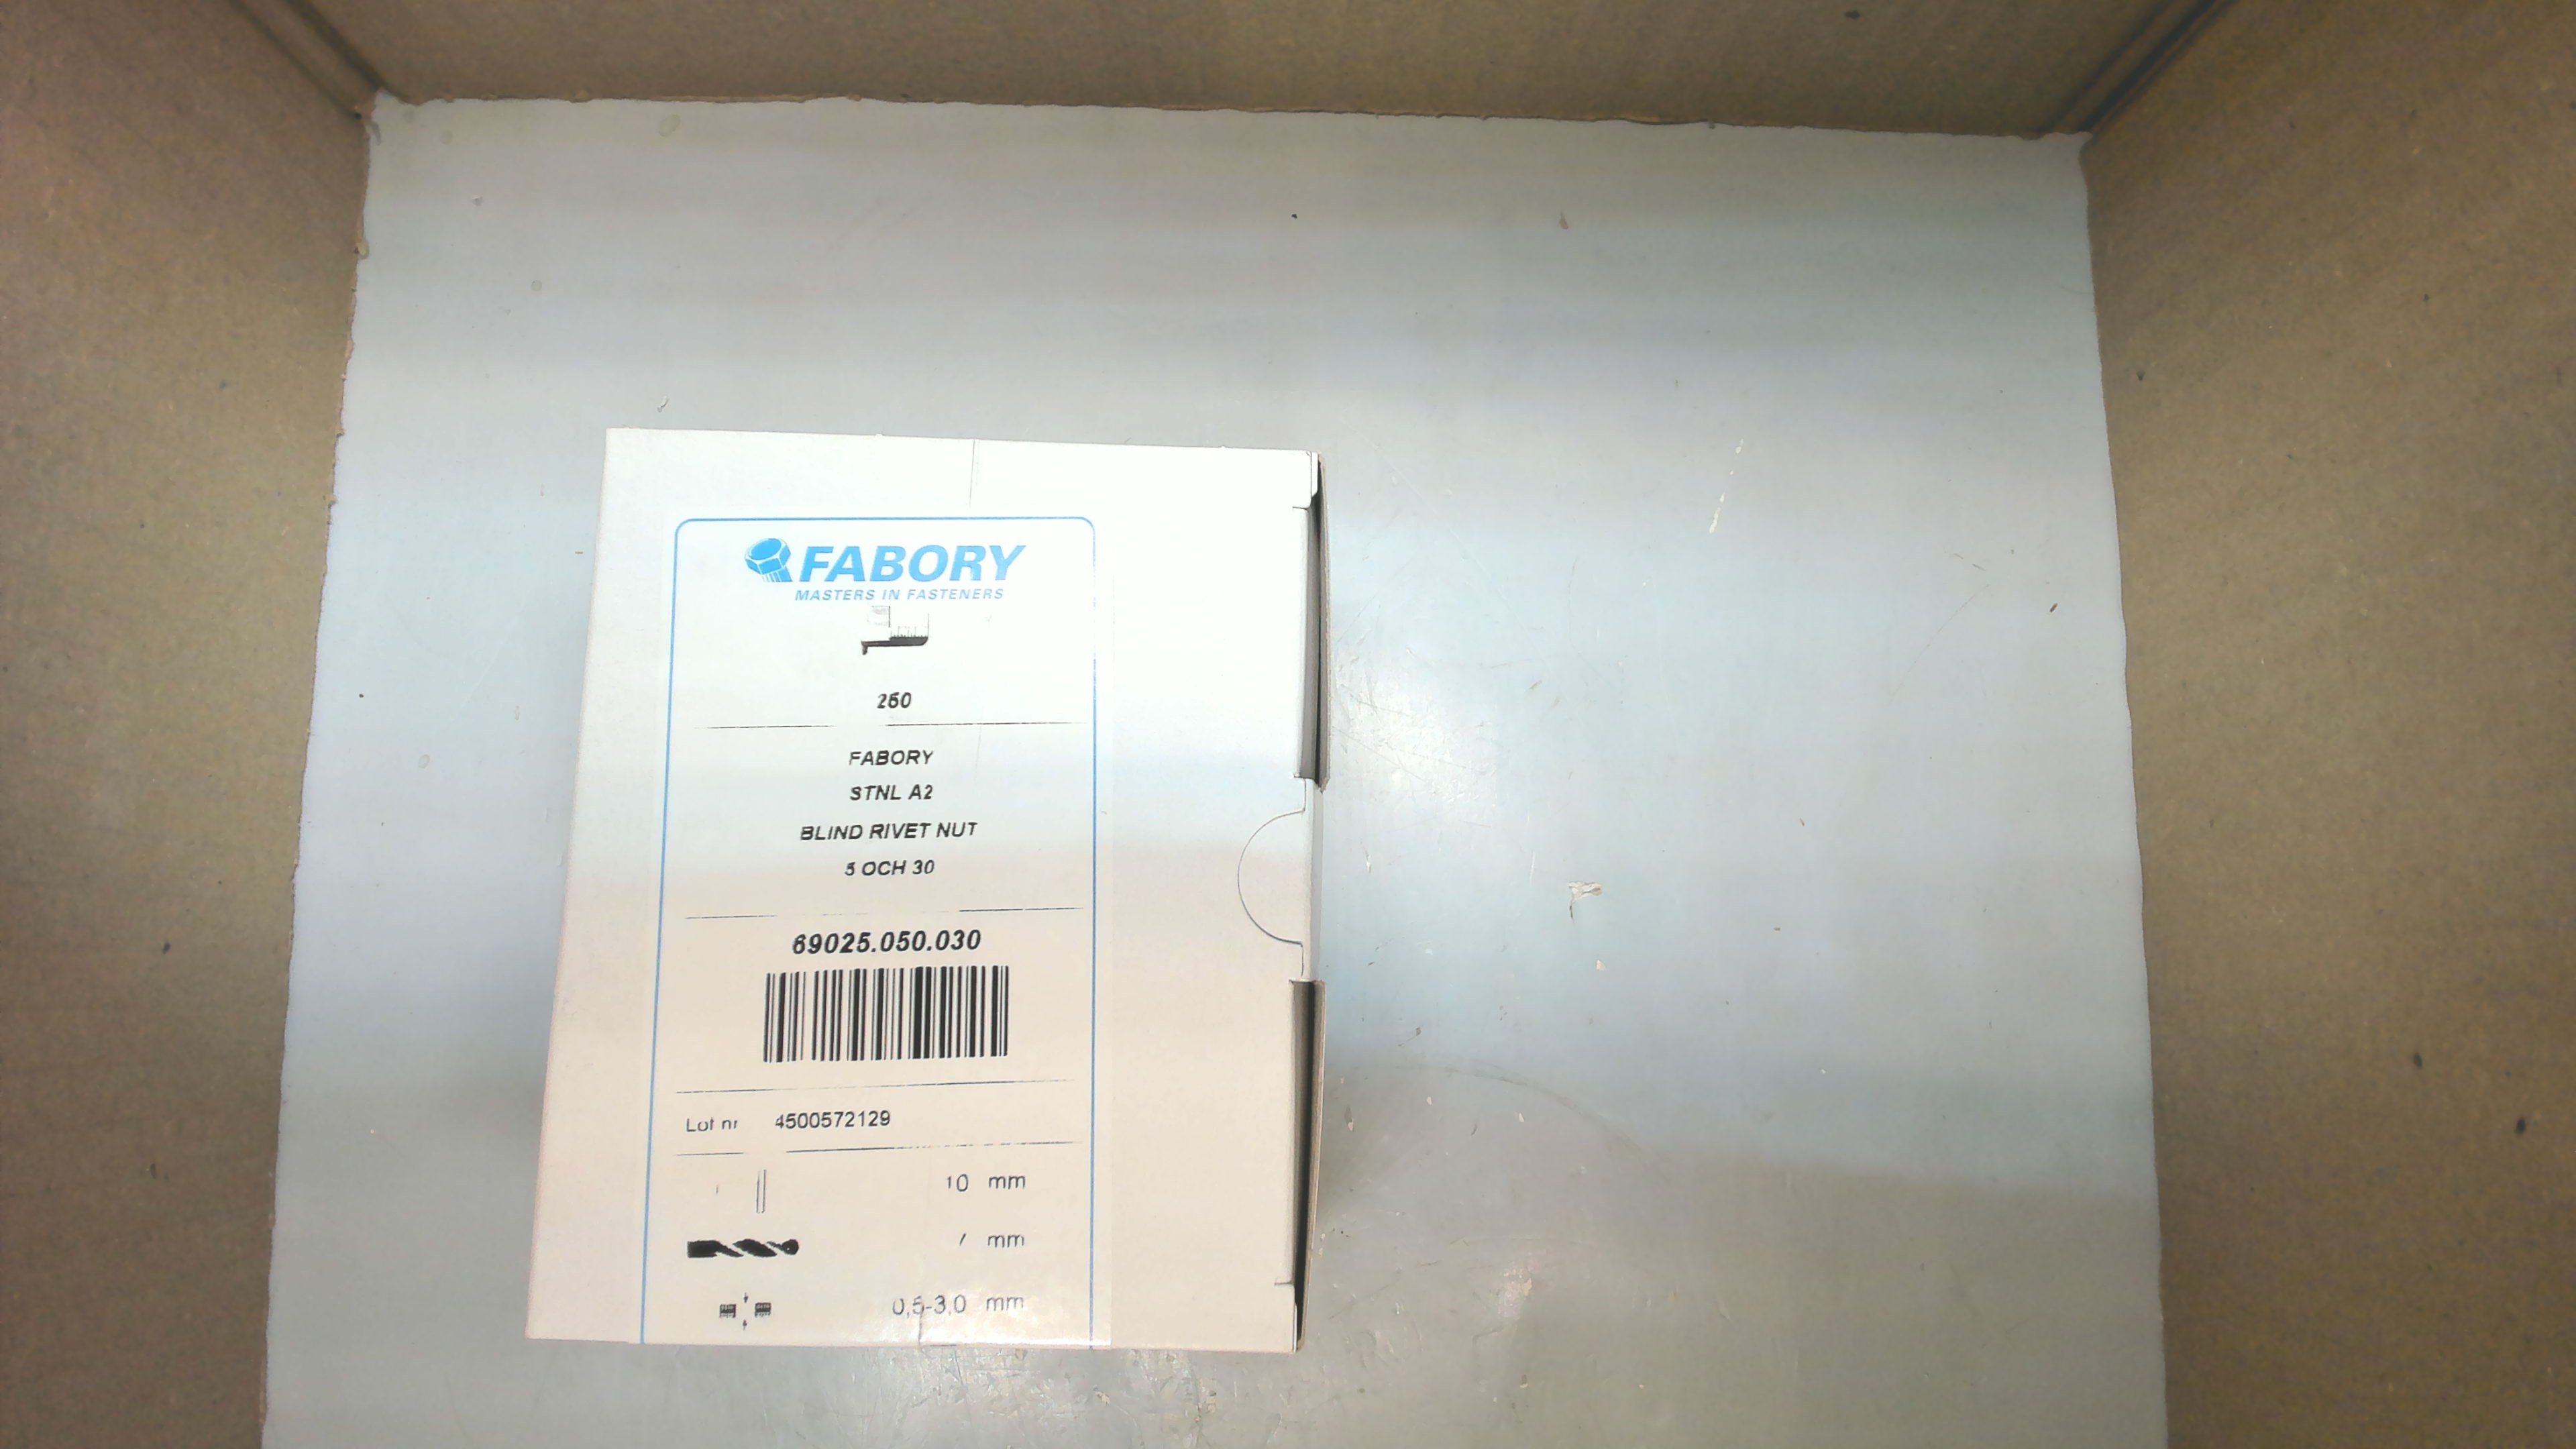 FABORY
MASTERS IN FASTENERS
250
FABORY
STNL A2
BLIND RIVET NUT
5 OCH 30
69025.050.030
Lot nr 4500572129
10 mm
7 mm
0,5-3,0 mm